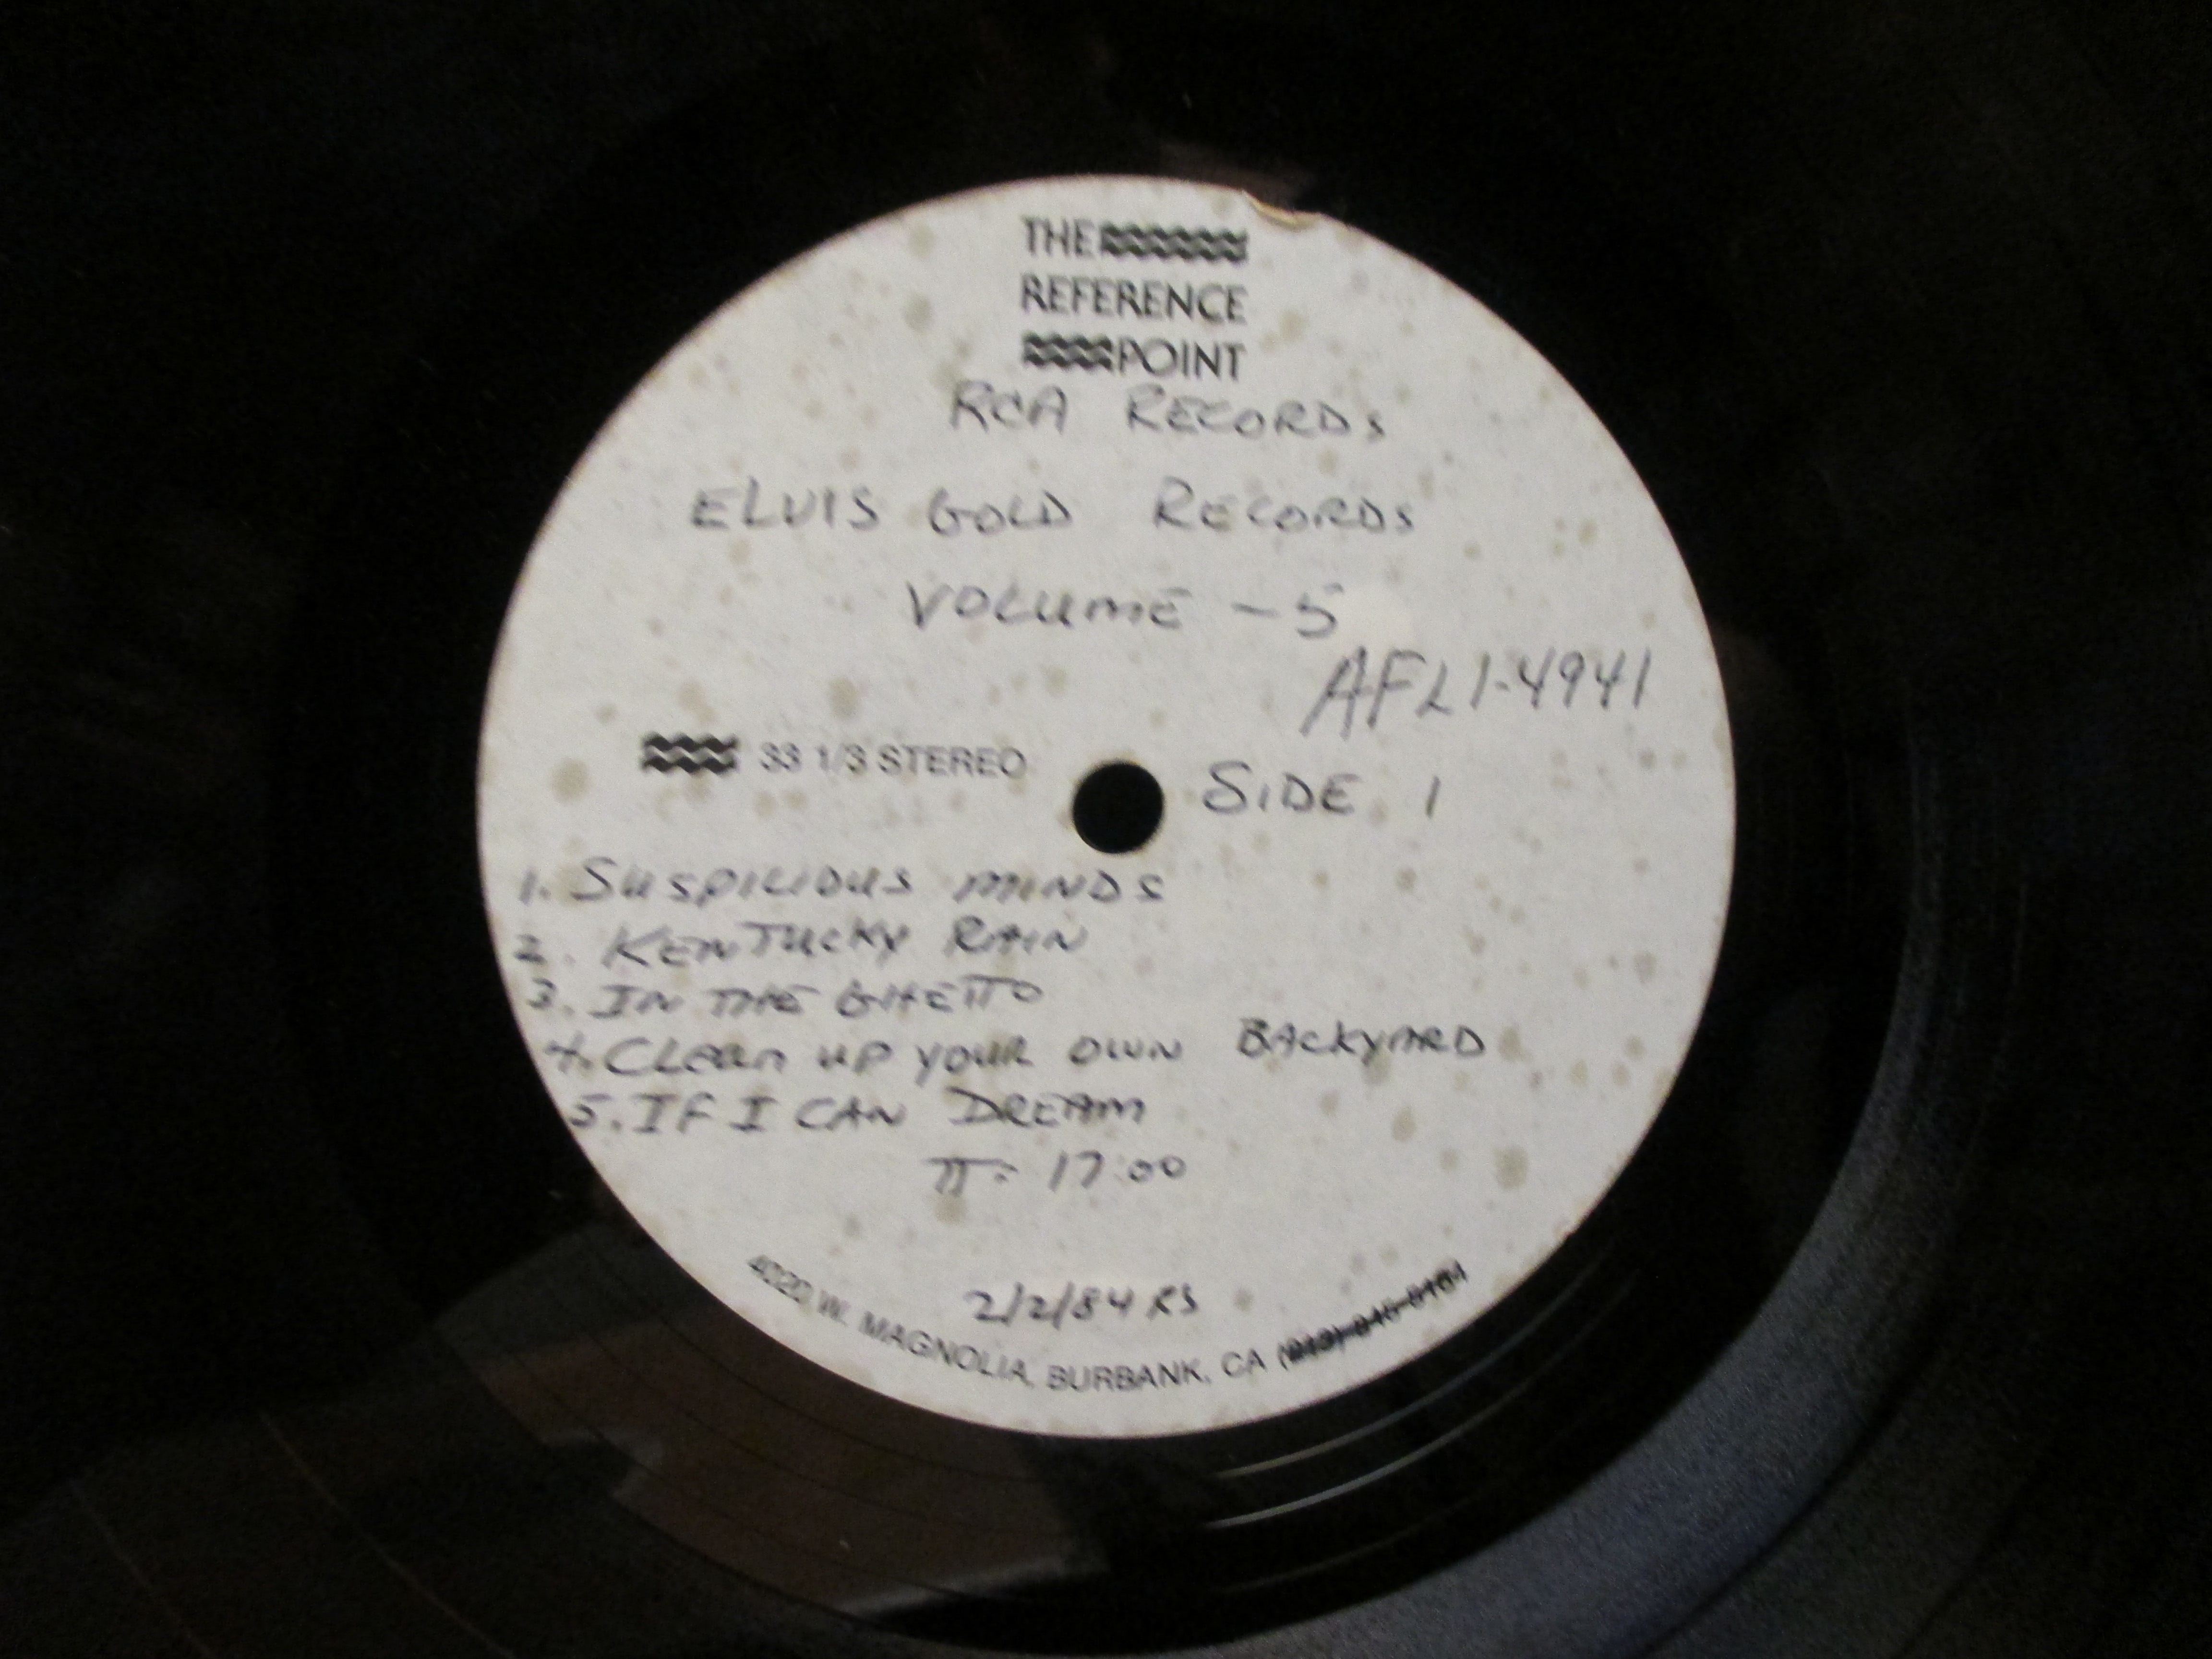 THE
REFERENCE
POINT
RCA RECORDS
ELVIS GOLD RECORDS
VOLUME - 5
AFL1-4941
33 1/3 STEREO
SIDE 1
1. SUSPICIOUS MINDS
2. KENTUCKY RAIN
3. IN THE GHETTO
4. CLEAN UP YOUR OWN BACKYARD
5. IF I CAN DREAM
TT: 17:00
2/2/84 RS
4020 W. MAGNOLIA, BURBANK, CA